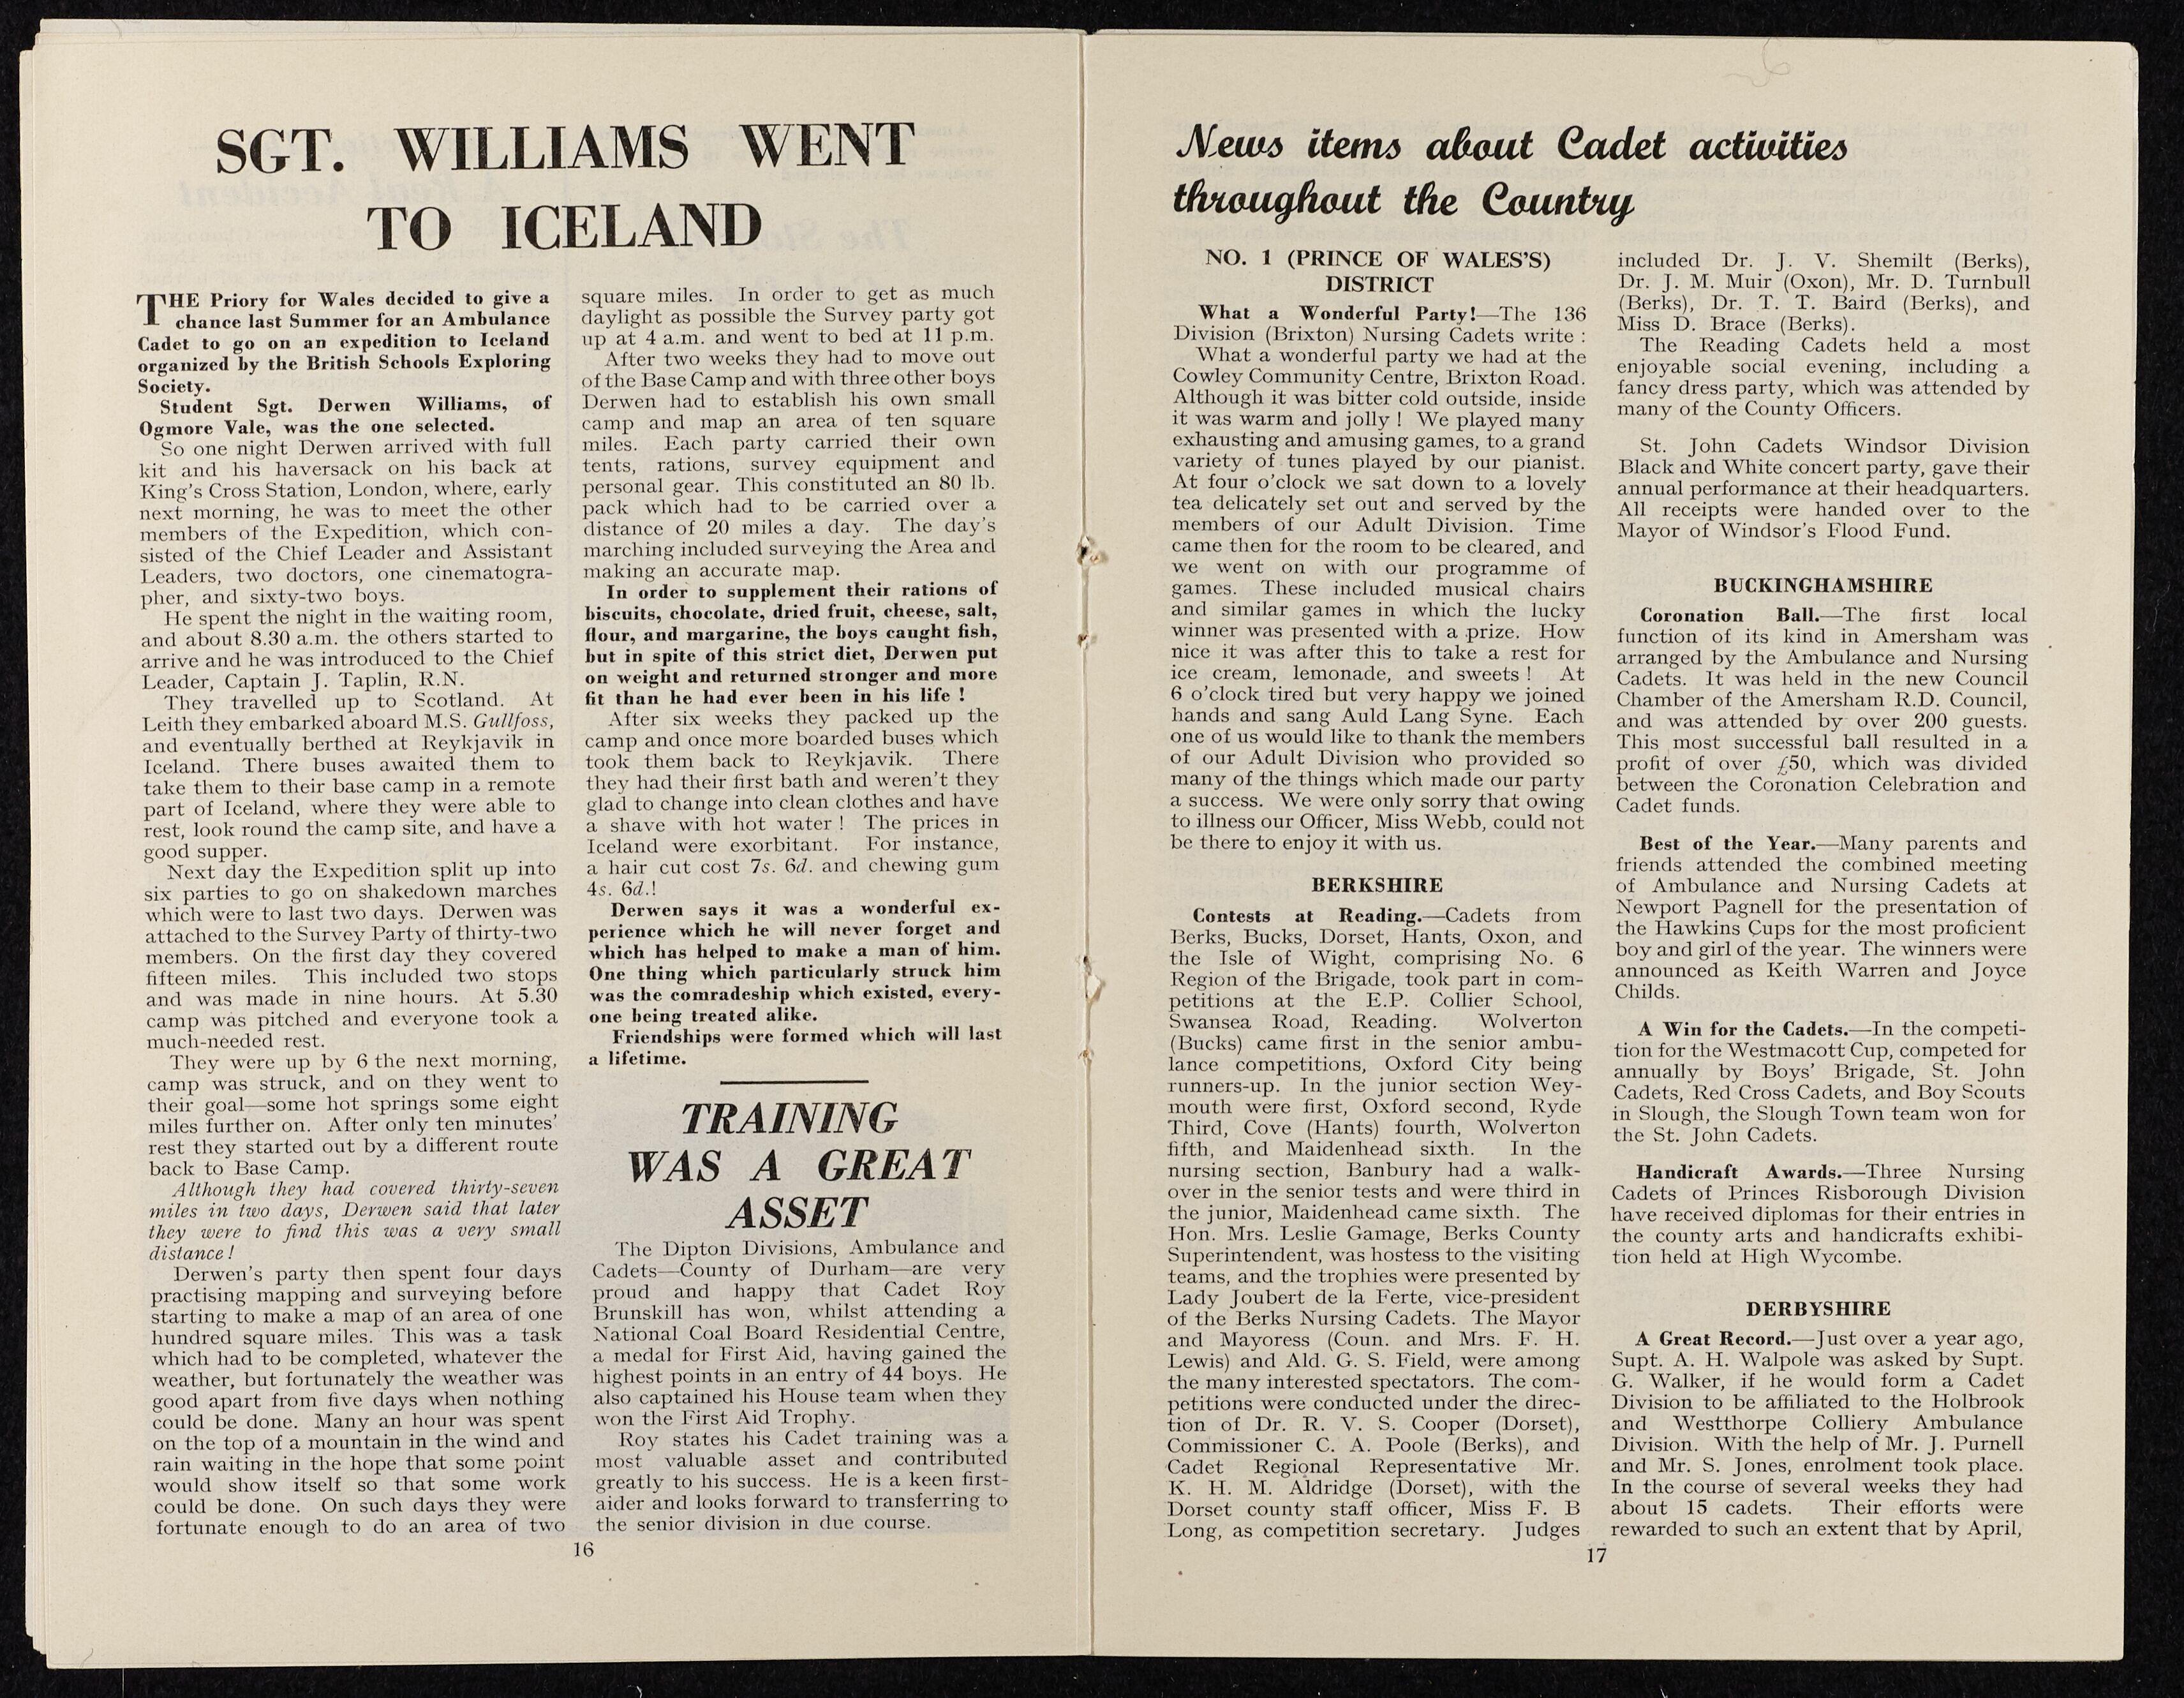 SGT. WILLIAMS WENT
TO ICELAND
THE Priory for Wales decided to give a
chance last Summer for an Ambulance
Cadet to go on an expedition to Iceland
organized by the British Schools Exploring
Society.
Student Sgt. Derwen Williams, of
Ogmore Vale, was the one selected.
So one night Derwen arrived with full
kit and his haversack on his back at
King's Cross Station, London, where, early
next morning, he was to meet the other
members of the Expedition, which con-
sisted of the Chief Leader and Assistant
Leaders, two doctors, one cinematogra-
pher, and sixty-two boys.
He spent the night in the waiting room,
and about 8.30 a.m. the others started to
arrive and he was introduced to the Chief
Leader, Captain J. Taplin, R.N.
They travelled up to Scotland. At
Leith they embarked aboard M.S. Gullfoss,
and eventually berthed at Reykjavik in
Iceland. There buses awaited them to
take them to their base camp in a remote
part of Iceland, where they were able to
rest, look round the camp site, and have a
good supper.
Next day the Expedition split up into
six parties to go on shakedown marches
which were to last two days. Derwen was
attached to the Survey Party of thirty-two
members. On the first day they covered
fifteen miles. This included two stops
and was made in nine hours. At 5.30
camp was pitched and everyone took a
much-needed rest.
They were up by 6 the next morning,
camp was struck, and on they went to
their goal—some hot springs some eight
miles further on. After only ten minutes'
rest they started out by a different route
back to Base Camp.
Although they had covered thirty-seven
miles in two days, Derwen said that later
they were to find this was a very small
distance !
Derwen's party then spent four days
practising mapping and surveying before
starting to make a map of an area of one
hundred square miles. This was a task
which had to be completed, whatever the
weather, but fortunately the weather was
good apart from five days when nothing
could be done. Many an hour was spent
on the top of a mountain in the wind and
rain waiting in the hope that some point
would show itself so that some work
could be done. On such days they were
fortunate enough to do an area of two
square miles. In order to get as much
daylight as possible the Survey party got
up at 4 a.m. and went to bed at 11 p.m.
After two weeks they had to move out
of the Base Camp and with three other boys
Derwen had to establish his own small
camp and map an area of ten square
miles. Each party carried their own
tents, rations, survey equipment and
personal gear. This constituted an 80 lb.
pack which had to be carried over a
distance of 20 miles a day. The day's
marching included surveying the Area and
making an accurate map.
In order to supplement their rations of
biscuits, chocolate, dried fruit, cheese, salt,
flour, and margarine, the boys caught fish,
but in spite of this strict diet, Derwen put
on weight and returned stronger and more
fit than he had ever been in his life !
After six weeks they packed up the
camp and once more boarded buses which
took them back to Reykjavik. There
they had their first bath and weren't they
glad to change into clean clothes and have
a shave with hot water ! The prices in
Iceland were exorbitant. For instance,
a hair cut cost 7s. 6d. and chewing gum
4s. 6d.!
Derwen says it was a wonderful ex-
perience which he will never forget and
which has helped to make a man of him.
One thing which particularly struck him
was the comradeship which existed, every-
one being treated alike.
Friendships were formed which will last
a lifetime.
TRAINING
WAS A GREAT
ASSET
The Dipton Divisions, Ambulance and
Cadets—County of Durham—are very
proud and happy that Cadet Roy
Brunskill has won, whilst attending a
National Coal Board Residential Centre,
a medal for First Aid, having gained the
highest points in an entry of 44 boys. He
also captained his House team when they
won the First Aid Trophy.
Roy states his Cadet training was a
most valuable asset and contributed
greatly to his success. He is a keen first-
aider and looks forward to transferring to
the senior division in due course.
16
News items about Cadet activities
throughout the Country
NO. 1 (PRINCE OF WALES'S)
DISTRICT
What a Wonderful Party!—The 136
Division (Brixton) Nursing Cadets write :
What a wonderful party we had at the
Cowley Community Centre, Brixton Road.
Although it was bitter cold outside, inside
it was warm and jolly ! We played many
exhausting and amusing games, to a grand
variety of tunes played by our pianist.
At four o'clock we sat down to a lovely
tea delicately set out and served by the
members of our Adult Division. Time
came then for the room to be cleared, and
we went on with our programme of
games. These included musical chairs
and similar games in which the lucky
winner was presented with a prize. How
nice it was after this to take a rest for
ice cream, lemonade, and sweets ! At
6 o'clock tired but very happy we joined
hands and sang Auld Lang Syne. Each
one of us would like to thank the members
of our Adult Division who provided so
many of the things which made our party
a success. We were only sorry that owing
to illness our Officer, Miss Webb, could not
be there to enjoy it with us.
BERKSHIRE
Contests at Reading.—Cadets from
Berks, Bucks, Dorset, Hants, Oxon, and
the Isle of Wight, comprising No. 6
Region of the Brigade, took part in com-
petitions at the E.P. Collier School,
Swansea Road, Reading. Wolverton
(Bucks) came first in the senior ambu-
lance competitions, Oxford City being
runners-up. In the junior section Wey-
mouth were first, Oxford second, Ryde
Third, Cove (Hants) fourth, Wolverton
fifth, and Maidenhead sixth. In the
nursing section, Banbury had a walk-
over in the senior tests and were third in
the junior, Maidenhead came sixth. The
Hon. Mrs. Leslie Gamage, Berks County
Superintendent, was hostess to the visiting
teams, and the trophies were presented by
Lady Joubert de la Ferte, vice-president
of the Berks Nursing Cadets. The Mayor
and Mayoress (Coun. and Mrs. F. H.
Lewis) and Ald. G. S. Field, were among
the many interested spectators. The com-
petitions were conducted under the direc-
tion of Dr. R. V. S. Cooper (Dorset),
Commissioner C. A. Poole (Berks), and
Cadet Regional Representative Mr.
K. H. M. Aldridge (Dorset), with the
Dorset county staff officer, Miss F. B
Long, as competition secretary. Judges
included Dr. J. V. Shemilt (Berks),
Dr. J. M. Muir (Oxon), Mr. D. Turnbull
(Berks), Dr. T. T. Baird (Berks), and
Miss D. Brace (Berks).
The Reading Cadets held a most
enjoyable social evening, including a
fancy dress party, which was attended by
many of the County Officers.
St. John Cadets Windsor Division
Black and White concert party, gave their
annual performance at their headquarters.
All receipts were handed over to the
Mayor of Windsor's Flood Fund.
BUCKINGHAMSHIRE
Coronation Ball.—The first local
function of its kind in Amersham was
arranged by the Ambulance and Nursing
Cadets. It was held in the new Council
Chamber of the Amersham R.D. Council,
and was attended by over 200 guests.
This most successful ball resulted in a
profit of over £50, which was divided
between the Coronation Celebration and
Cadet funds.
Best of the Year.—Many parents and
friends attended the combined meeting
of Ambulance and Nursing Cadets at
Newport Pagnell for the presentation of
the Hawkins Cups for the most proficient
boy and girl of the year. The winners were
announced as Keith Warren and Joyce
Childs.
A Win for the Cadets.—In the competi-
tion for the Westmacott Cup, competed for
annually by Boys' Brigade, St. John
Cadets, Red Cross Cadets, and Boy Scouts
in Slough, the Slough Town team won for
the St. John Cadets.
Handicraft Awards.—Three Nursing
Cadets of Princes Risborough Division
have received diplomas for their entries in
the county arts and handicrafts exhibi-
tion held at High Wycombe.
DERBYSHIRE
A Great Record.—Just over a year ago,
Supt. A. H. Walpole was asked by Supt.
G. Walker, if he would form a Cadet
Division to be affiliated to the Holbrook
and Westthorpe Colliery Ambulance
Division. With the help of Mr. J. Purnell
and Mr. S. Jones, enrolment took place.
In the course of several weeks they had
about 15 cadets. Their efforts were
rewarded to such an extent that by April,
17